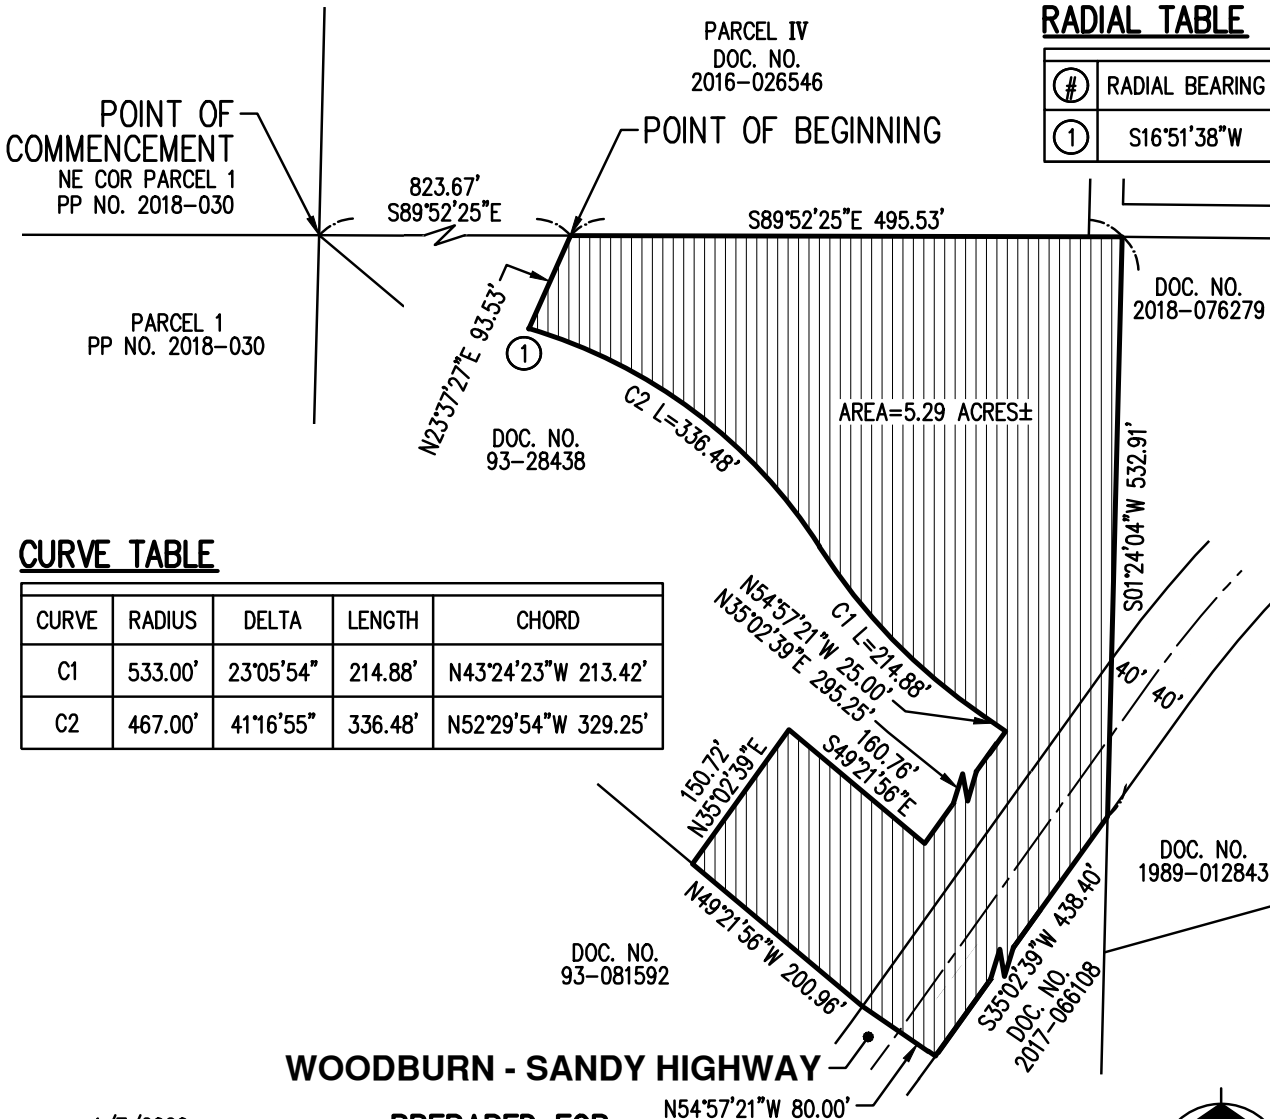 PARCEL IV
DOC. NO.
2016-026546
RADIAL TABLE
# RADIAL BEARING
1 S16°51'38"W
POINT OF
COMMENCEMENT
NE COR PARCEL 1
PP NO. 2018-030
POINT OF BEGINNING
823.67'
S89°52'25"E
S89°52'25"E 495.53'
DOC. NO.
2018-076279
PARCEL 1
PP NO. 2018-030
N23°37'27"E 93.53'
1
C2 L=336.48'
AREA=5.29 ACRES±
DOC. NO.
93-28438
S01°24'04"W 532.91'
CURVE TABLE
CURVE RADIUS DELTA LENGTH CHORD
C1 533.00' 23°05'54" 214.88' N43°24'23"W 213.42'
C2 467.00' 41°16'55" 336.48' N52°29'54"W 329.25'
C1 L=214.88'
N54°57'21"W 25.00'
N35°02'39"E 295.25'
160.76'
S49°21'56"E
40' 40'
150.72'
N35°02'39"E
DOC. NO.
1989-012843
N49°21'56"W 200.96'
S35°02'39"W 438.40'
DOC. NO.
2017-066108
DOC. NO.
93-081592
WOODBURN - SANDY HIGHWAY
N54°57'21"W 80.00'